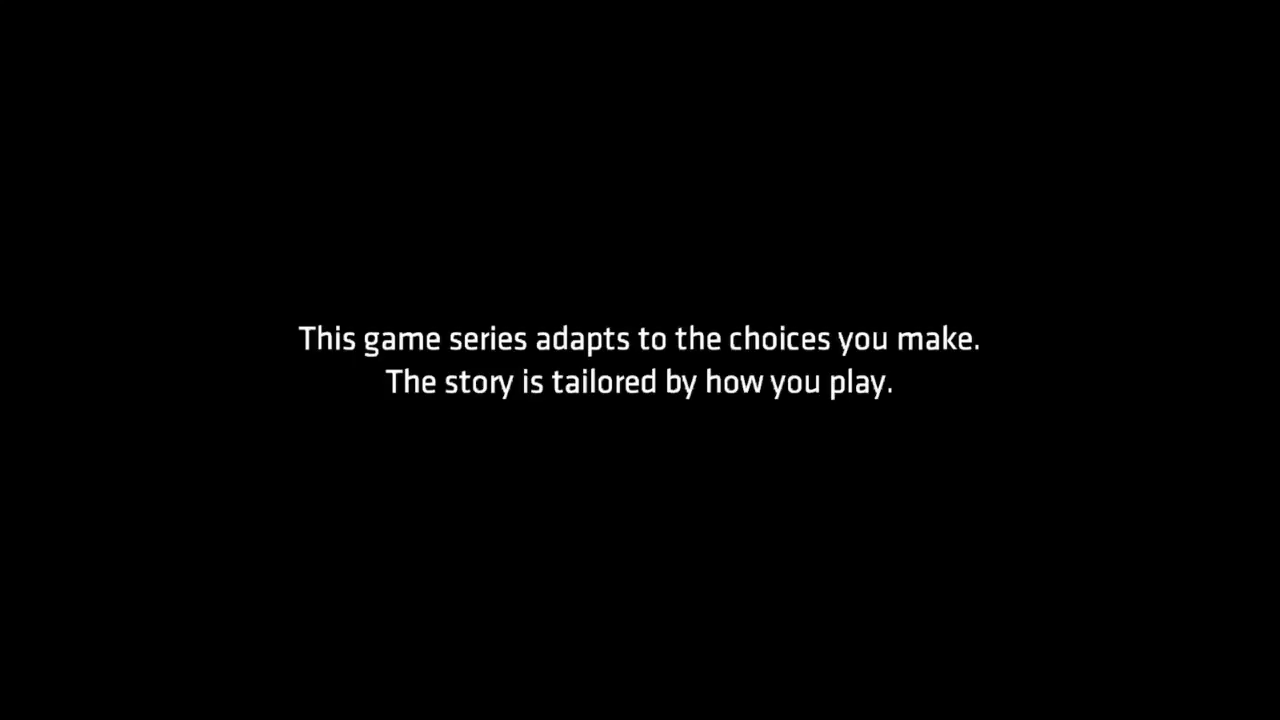 This game series adapts to the choices you make.
The story is tailored by how you play.